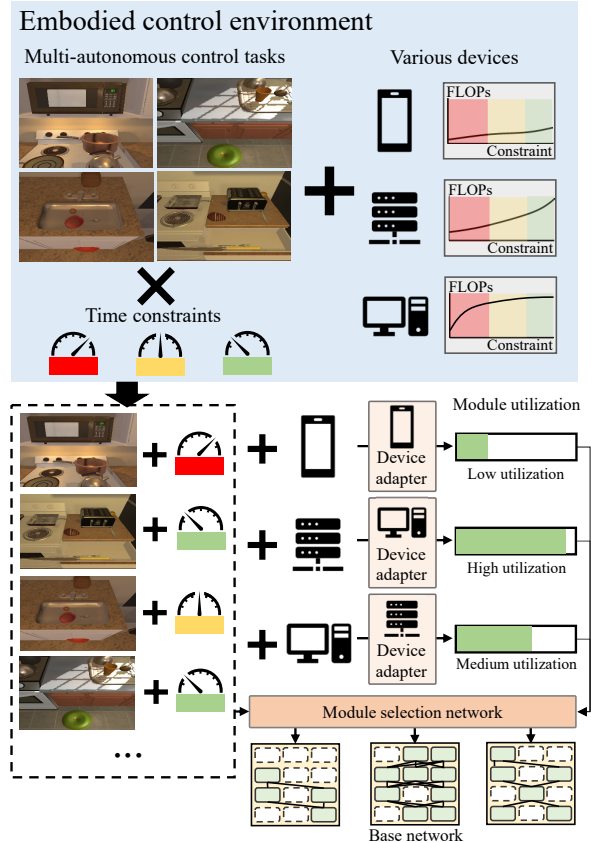 Embodied control environment
Multi-autonomous control tasks
Various devices
FLOPs
Constraint
FLOPs
Constraint
FLOPs
Constraint
Time constraints
Module utilization
Device
adapter
Low utilization
Device
adapter
High utilization
Device
adapter
Medium utilization
...
Module selection network
Base network